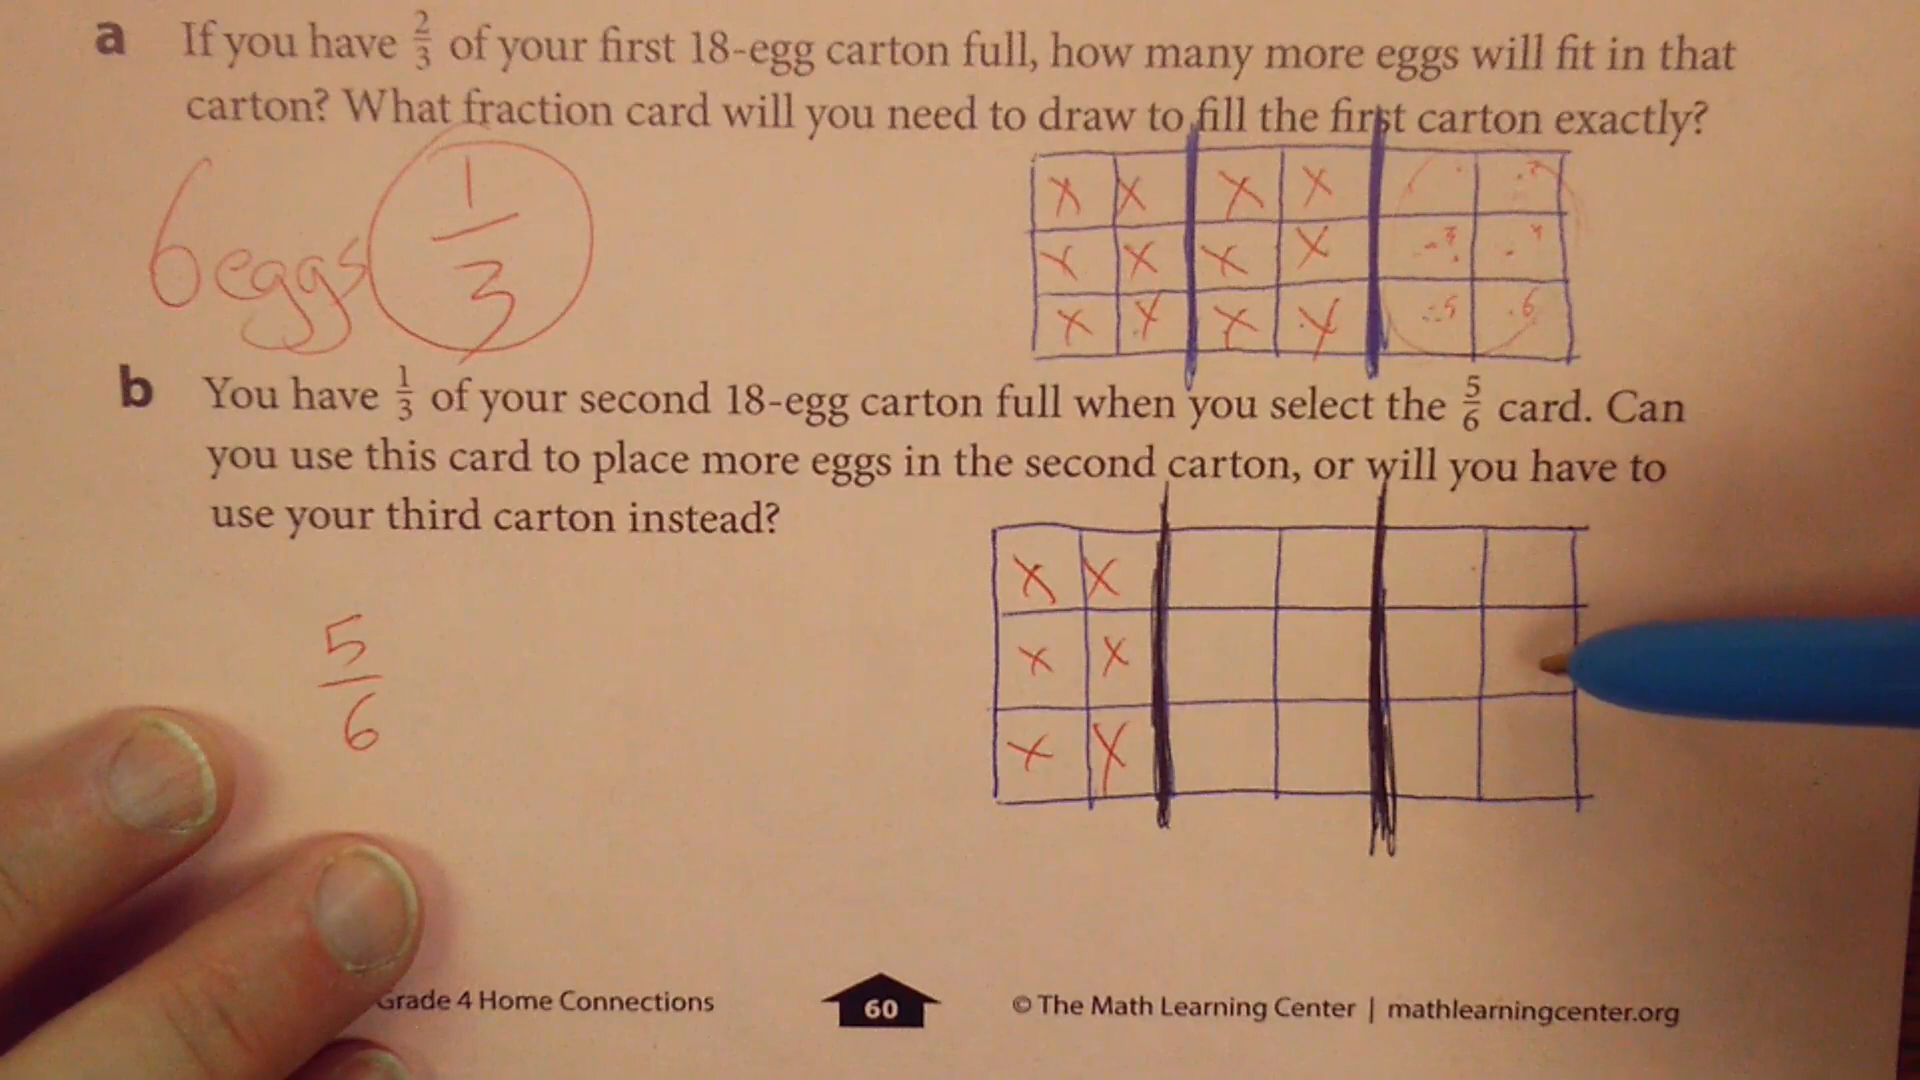 a If you have 2/3 of your first 18-egg carton full, how many more eggs will fit in that
carton? What fraction card will you need to draw to fill the first carton exactly?
6 eggs 1/3
X X X X
X X X X 3 4
X X X X 5 6
b You have 1/3 of your second 18-egg carton full when you select the 5/6 card. Can
you use this card to place more eggs in the second carton, or will you have to
use your third carton instead?
5/6
X X
X X
X X
Grade 4 Home Connections 60 © The Math Learning Center | mathlearningcenter.org